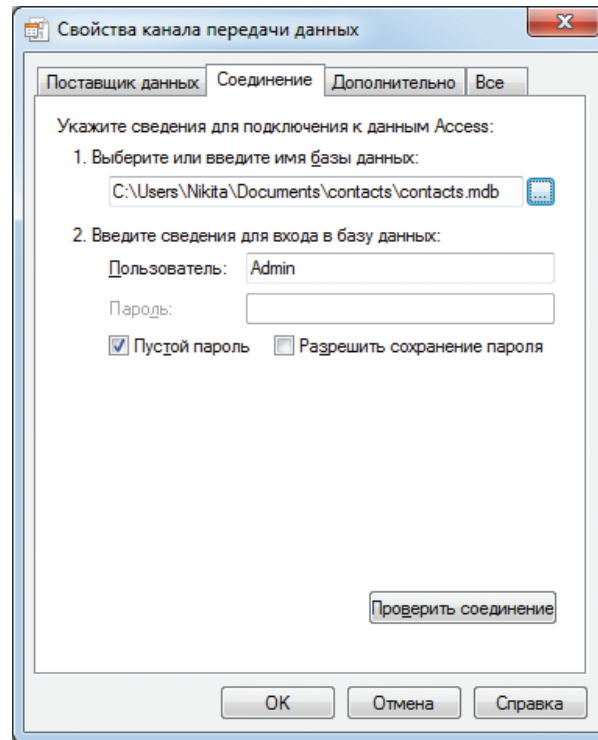 Свойства канала передачи данных
x
Поставщик данных Соединение Дополнительно Все
Укажите сведения для подключения к данным Access:
1. Выберите или введите имя базы данных:
C:\Users\Nikita\Documents\contacts\contacts.mdb ...
2. Введите сведения для входа в базу данных:
Пользователь: Admin
Пароль:
Пустой пароль Разрешить сохранение пароля
Проверить соединение
OK Отмена Справка